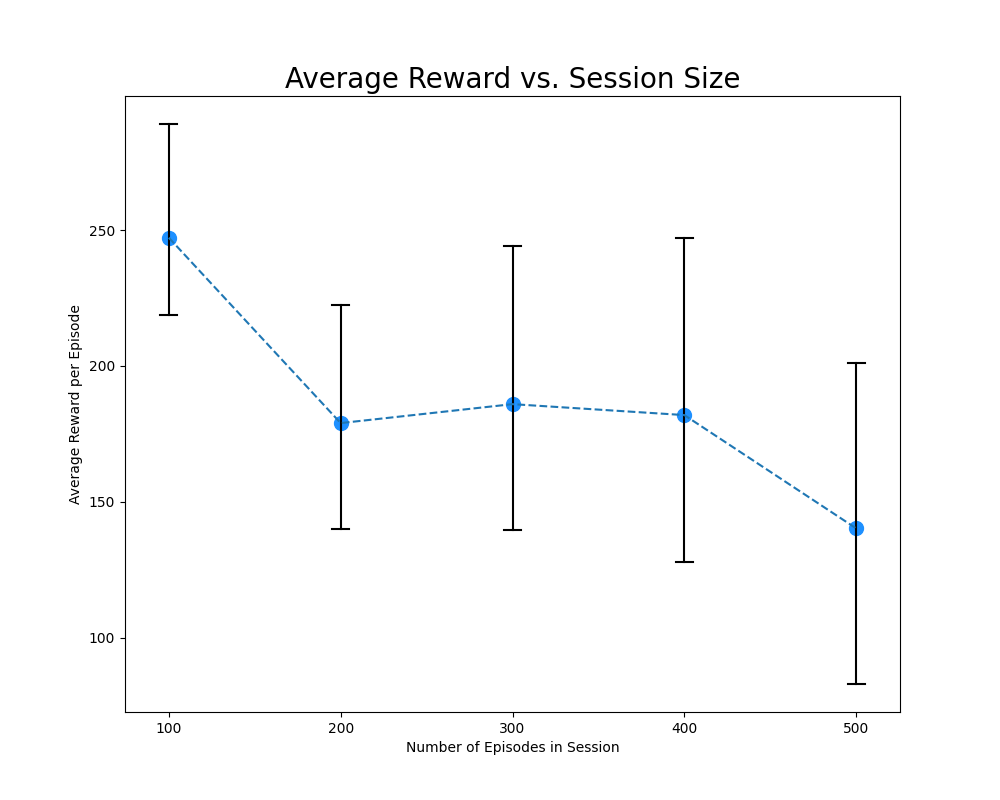 Average Reward vs. Session Size
250
200
150
100
Average Reward per Episode
100 200 300 400 500
Number of Episodes in Session